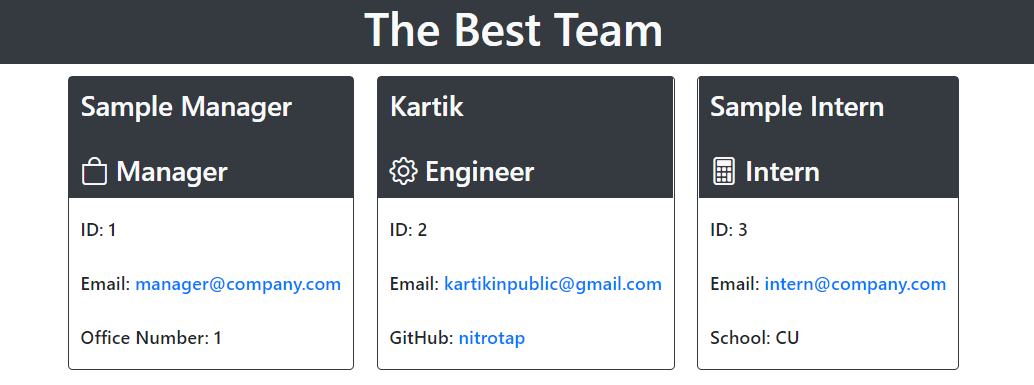 The Best Team
Sample Manager
Manager
ID: 1
Email: manager@company.com
Office Number: 1
Kartik
Engineer
ID: 2
Email: kartikinpublic@gmail.com
GitHub: nitrotap
Sample Intern
Intern
ID: 3
Email: intern@company.com
School: CU